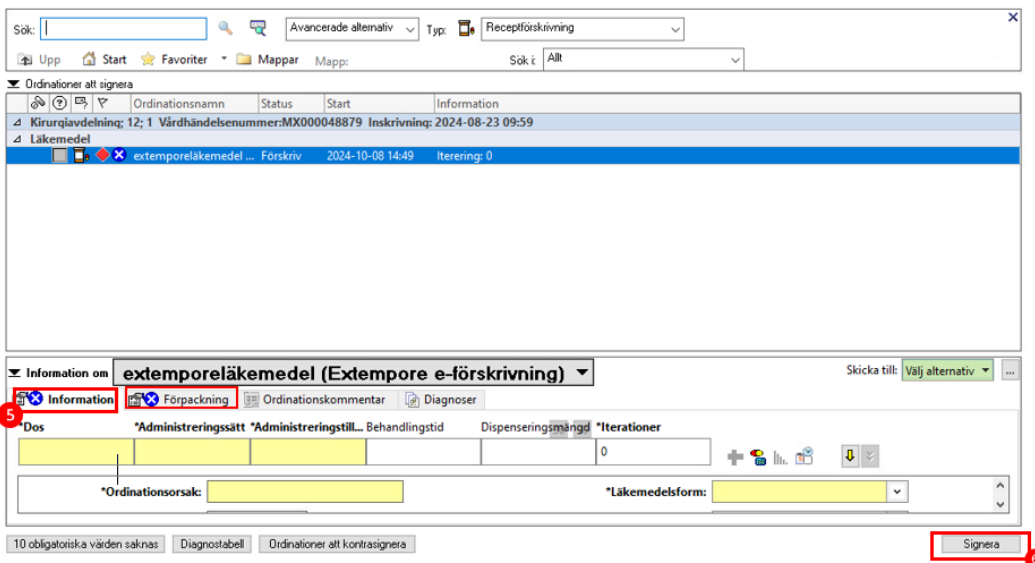 Sök: Avancerade alternativ Typ: Receptförskrivning
Upp Start Favoriter Mappar Mapp: Sök i: Allt
Ordinationer att signera
Ordinationsnamn Status Start Information
Kirurgiavdelning; 12; 1 Vårdhändelsenummer:MX000048879 Inskrivning: 2024-08-23 09:59
Läkemedel
extemporeläkemedel ... Förskriv 2024-10-08 14:49 Iterering: 0
Information om extemporeläkemedel (Extempore e-förskrivning) Skicka till: Välj alternativ ...
Information Förpackning Ordinationskommentar Diagnoser
5
*Dos *Administreringssätt *Administreringstill... Behandlingstid Dispenseringsmängd *Iterationer
0
*Ordinationsorsak: *Läkemedelsform:
10 obligatoriska värden saknas Diagnostabell Ordinationer att kontrasignera Signera